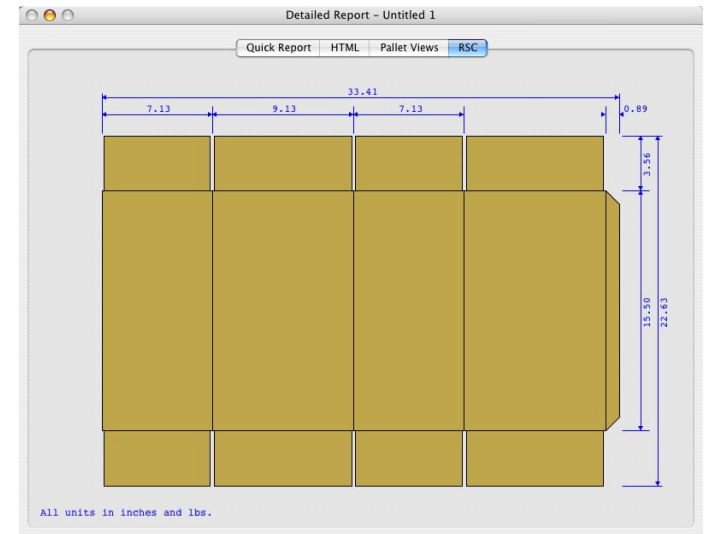 Detailed Report – Untitled 1
Quick Report HTML Pallet Views RSC
33.41
7.13 9.13 7.13 0.89
3.56
15.50
22.63
All units in inches and lbs.